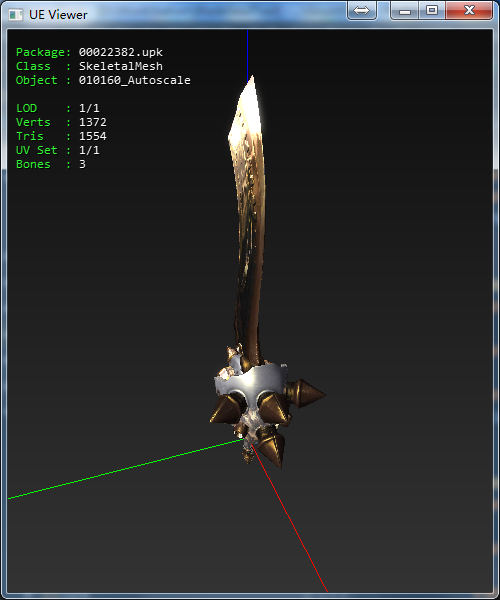 UE Viewer
Package: 00022382.upk
Class : SkeletalMesh
Object : 010160_Autoscale
LOD : 1/1
Verts : 1372
Tris : 1554
UV Set : 1/1
Bones : 3